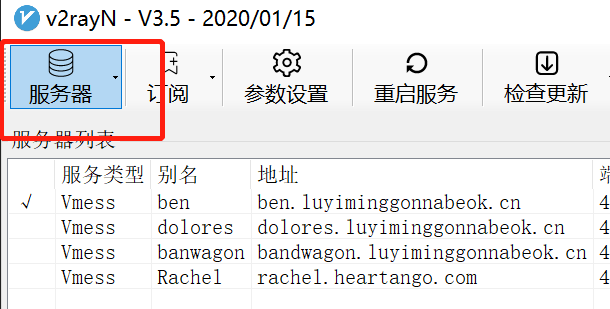 v2rayN - V3.5 - 2020/01/15
服务器 订阅 参数设置 重启服务 检查更新
服务器列表
服务类型 别名 地址
√ Vmess ben ben.luyiminggonnabeok.cn 4
Vmess dolores dolores.luyiminggonnabeok.cn 4
Vmess banwagon bandwagon.luyiminggonnabeok.cn 4
Vmess Rachel rachel.heartango.com 4